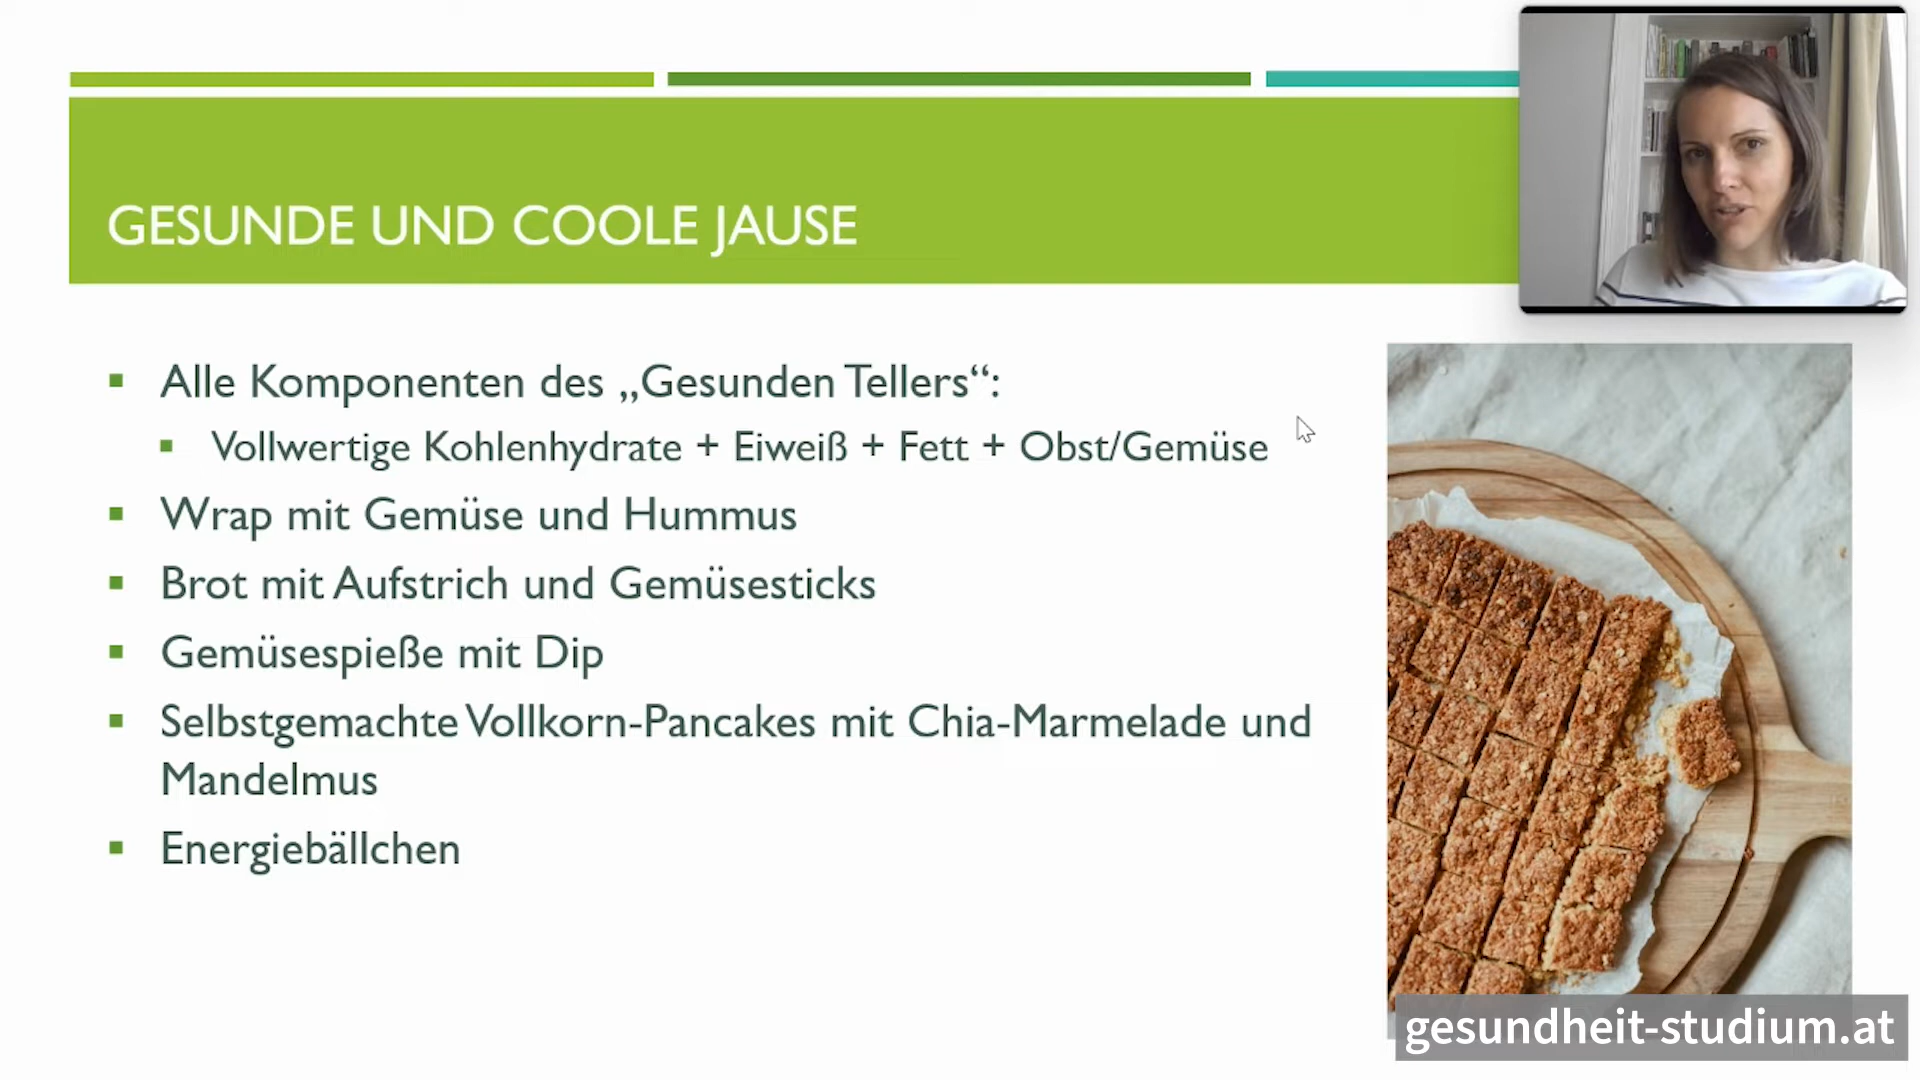 GESUNDE UND COOLE JAUSE
Alle Komponenten des „Gesunden Tellers“:
Vollwertige Kohlenhydrate + Eiweiß + Fett + Obst/Gemüse
Wrap mit Gemüse und Hummus
Brot mit Aufstrich und Gemüsesticks
Gemüsespieße mit Dip
Selbstgemachte Vollkorn-Pancakes mit Chia-Marmelade und
Mandelmus
Energiebällchen
gesundheit-studium.at